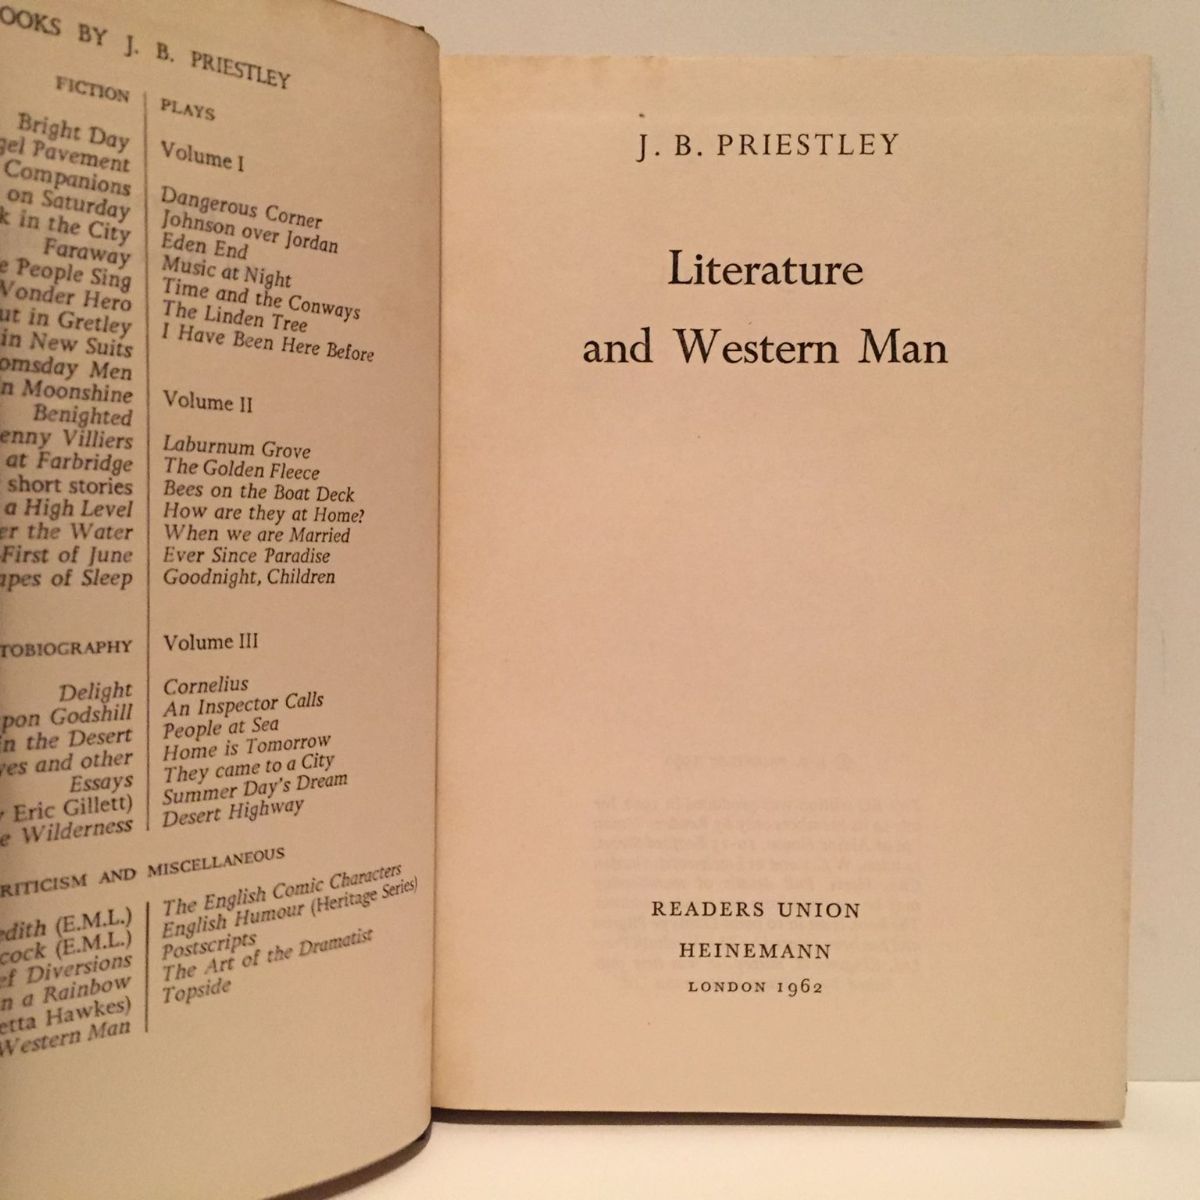 OOKS BY J. B. PRIESTLEY
FICTION
Bright Day
gel Pavement
Companions
on Saturday
k in the City
Faraway
e People Sing
Wonder Hero
ut in Gretley
in New Suits
omsday Men
n Moonshine
Benighted
enny Villiers
at Farbridge
short stories
a High Level
er the Water
First of June
apes of Sleep
TOBIOGRAPHY
Delight
pon Godshill
in the Desert
yes and other
Essays
y Eric Gillett)
e Wilderness
PLAYS
Volume I
Dangerous Corner
Johnson over Jordan
Eden End
Music at Night
Time and the Conways
The Linden Tree
I Have Been Here Before
Volume II
Laburnum Grove
The Golden Fleece
Bees on the Boat Deck
How are they at Home?
When we are Married
Ever Since Paradise
Goodnight, Children
Volume III
Cornelius
An Inspector Calls
People at Sea
Home is Tomorrow
They came to a City
Summer Day's Dream
Desert Highway
RITICISM AND MISCELLANEOUS
edith (E.M.L.)
cock (E.M.L.)
ef Diversions
n a Rainbow
etta Hawkes)
Western Man
The English Comic Characters
English Humour (Heritage Series)
Postscripts
The Art of the Dramatist
Topside
J. B. PRIESTLEY
Literature
and Western Man
READERS UNION
HEINEMANN
LONDON 1962